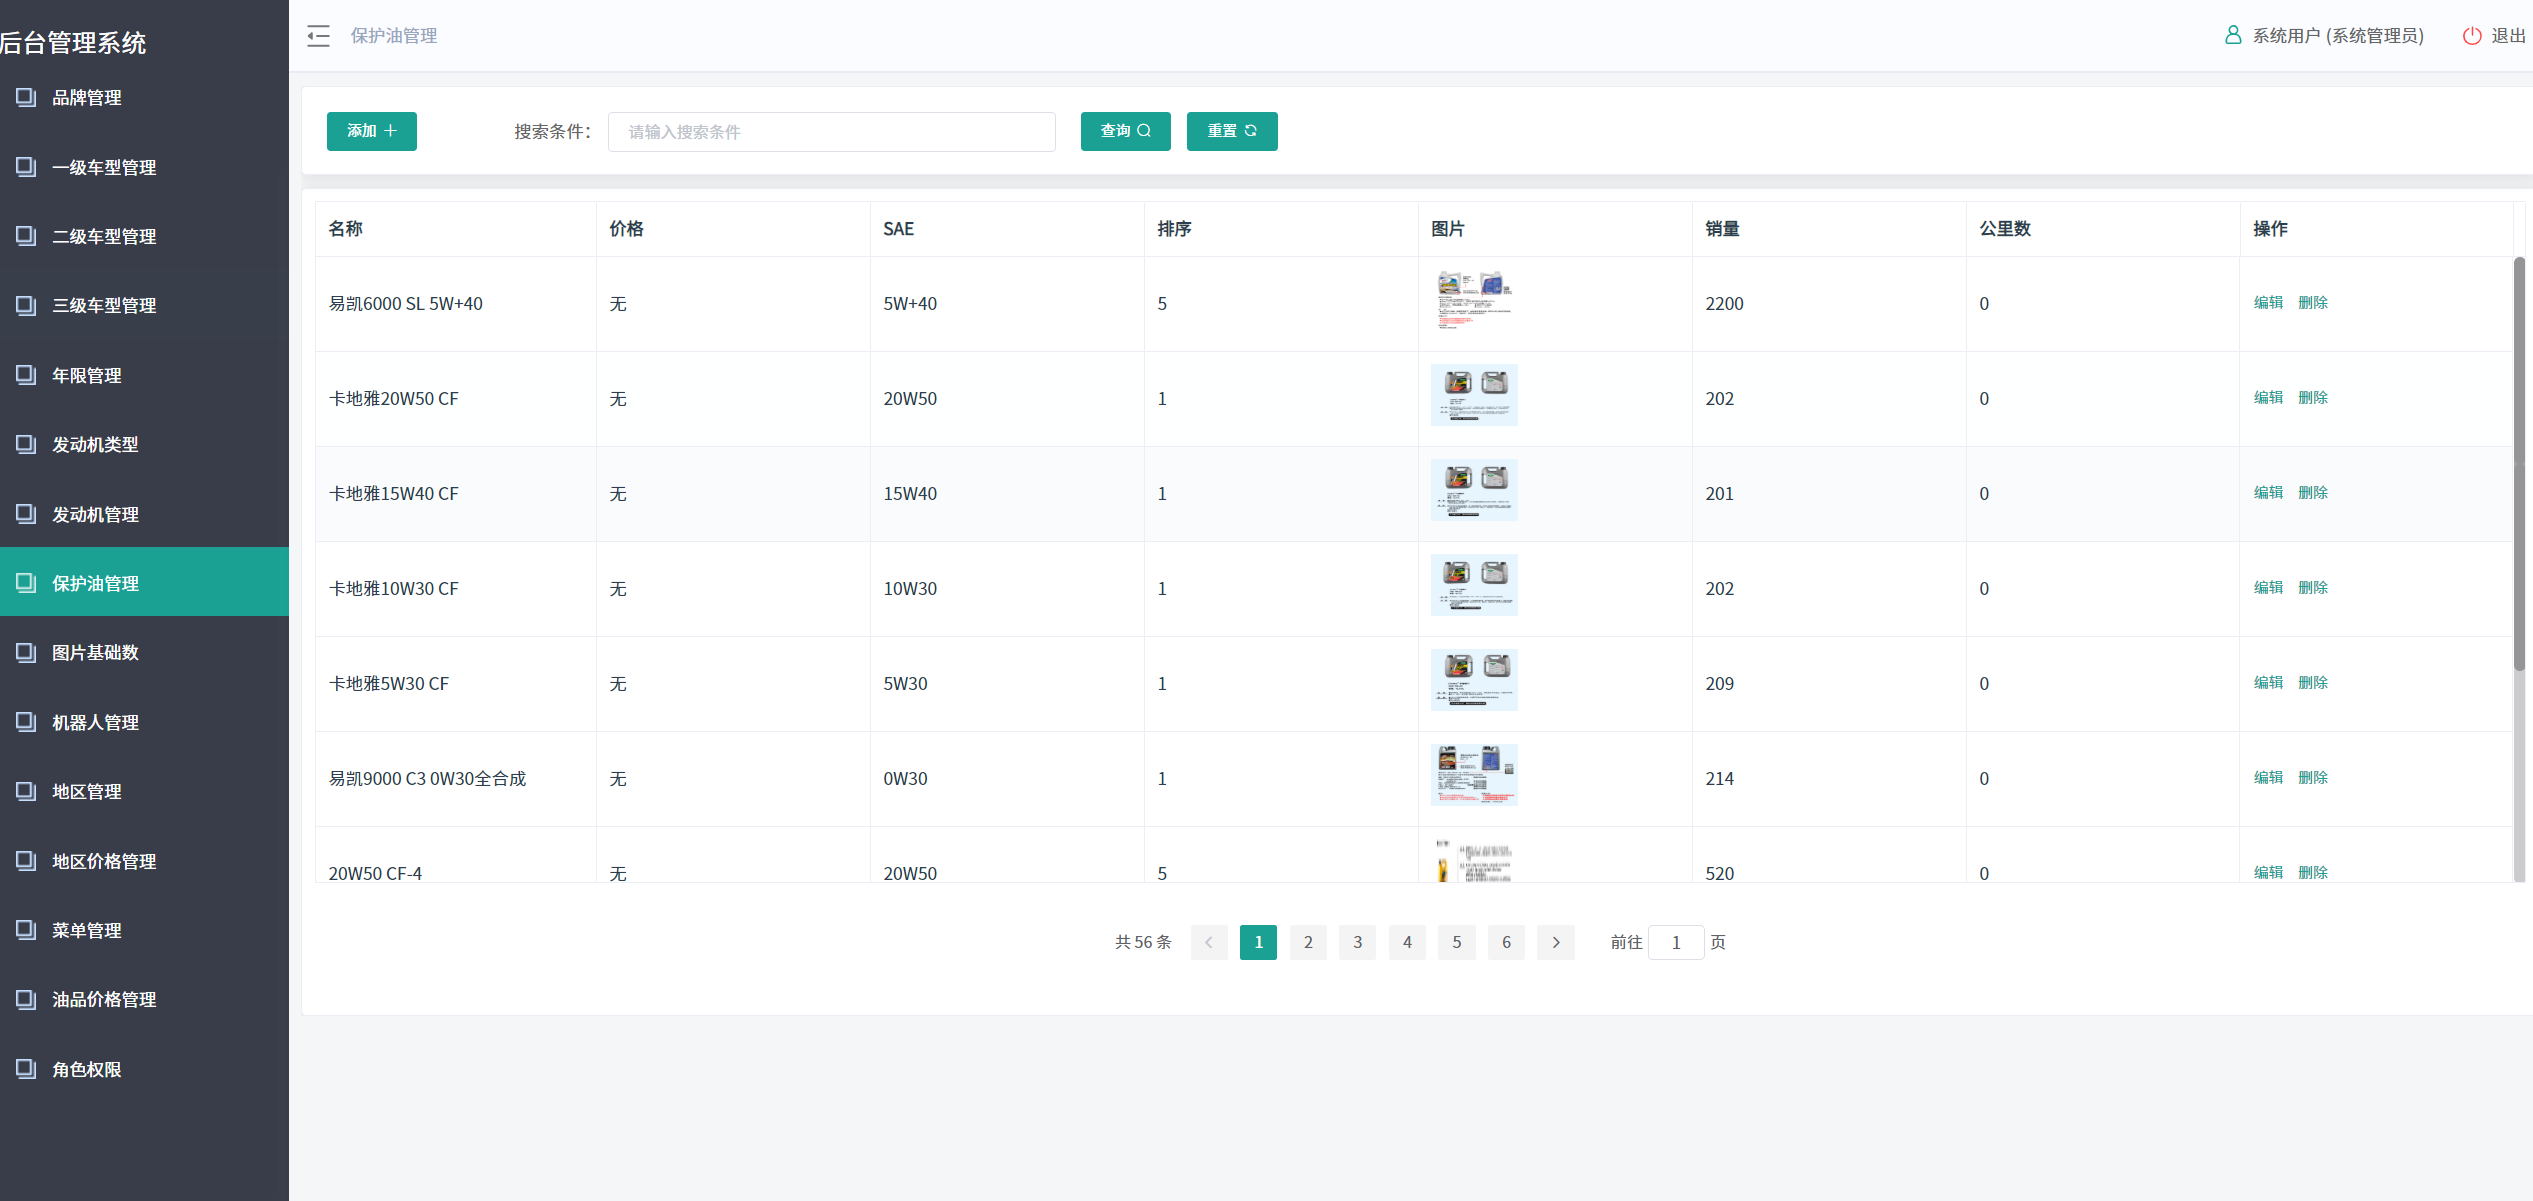 后台管理系统
品牌管理
一级车型管理
二级车型管理
三级车型管理
年限管理
发动机类型
发动机管理
保护油管理
图片基础数
机器人管理
地区管理
地区价格管理
菜单管理
油品价格管理
角色权限
保护油管理
系统用户 (系统管理员) 退出
添加 搜索条件： 请输入搜索条件 查询 重置
名称 价格 SAE 排序 图片 销量 公里数 操作
易凯6000 SL 5W+40 无 5W+40 5 2200 0 编辑 删除
卡地雅20W50 CF 无 20W50 1 202 0 编辑 删除
卡地雅15W40 CF 无 15W40 1 201 0 编辑 删除
卡地雅10W30 CF 无 10W30 1 202 0 编辑 删除
卡地雅5W30 CF 无 5W30 1 209 0 编辑 删除
易凯9000 C3 0W30全合成 无 0W30 1 214 0 编辑 删除
20W50 CF-4 无 20W50 5 520 0 编辑 删除
共 56 条 1 2 3 4 5 6 前往 1 页